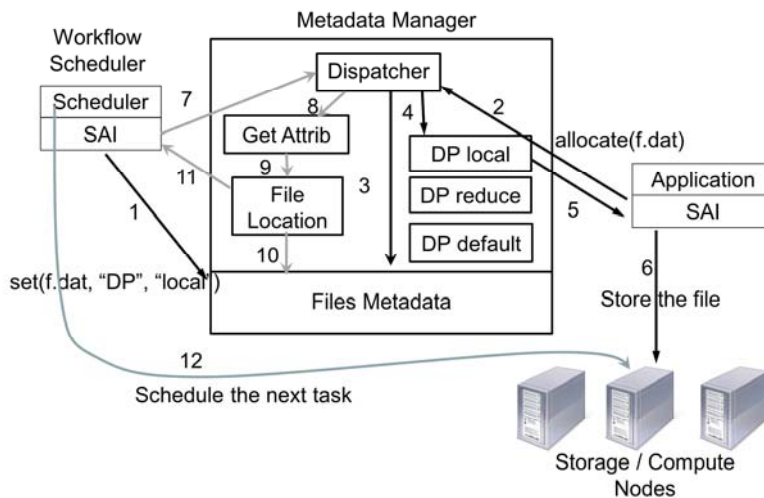 Metadata Manager
Workflow
Scheduler
Dispatcher
Scheduler
SAI
7
8
4
2
Get Attrib
allocate(f.dat)
DP local
9
11
3
Application
SAI
1
File
Location
DP reduce
5
DP default
10
6
set(f.dat, “DP”, “local”)
Files Metadata
Store the file
12
Schedule the next task
Storage / Compute
Nodes